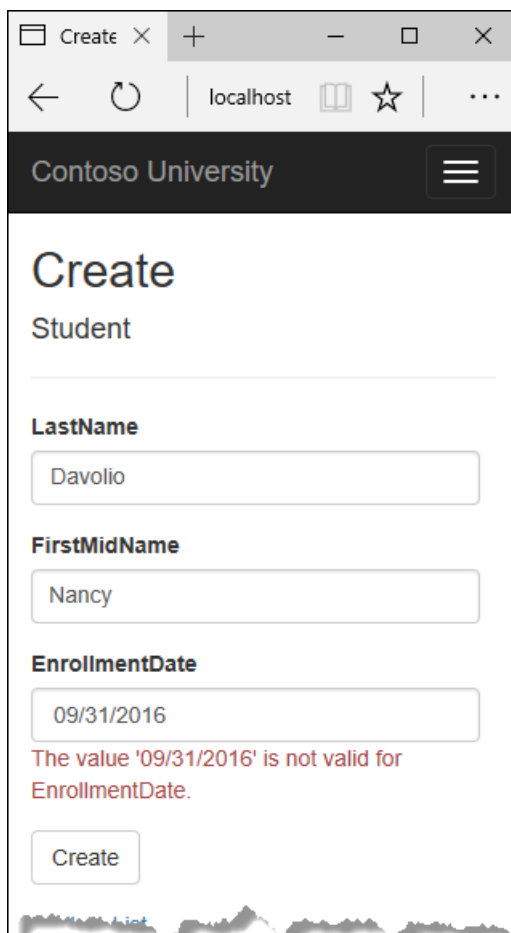 Create
localhost
Contoso University
Create
Student
LastName
Davolio
FirstMidName
Nancy
EnrollmentDate
09/31/2016
The value '09/31/2016' is not valid for
EnrollmentDate.
Create
List